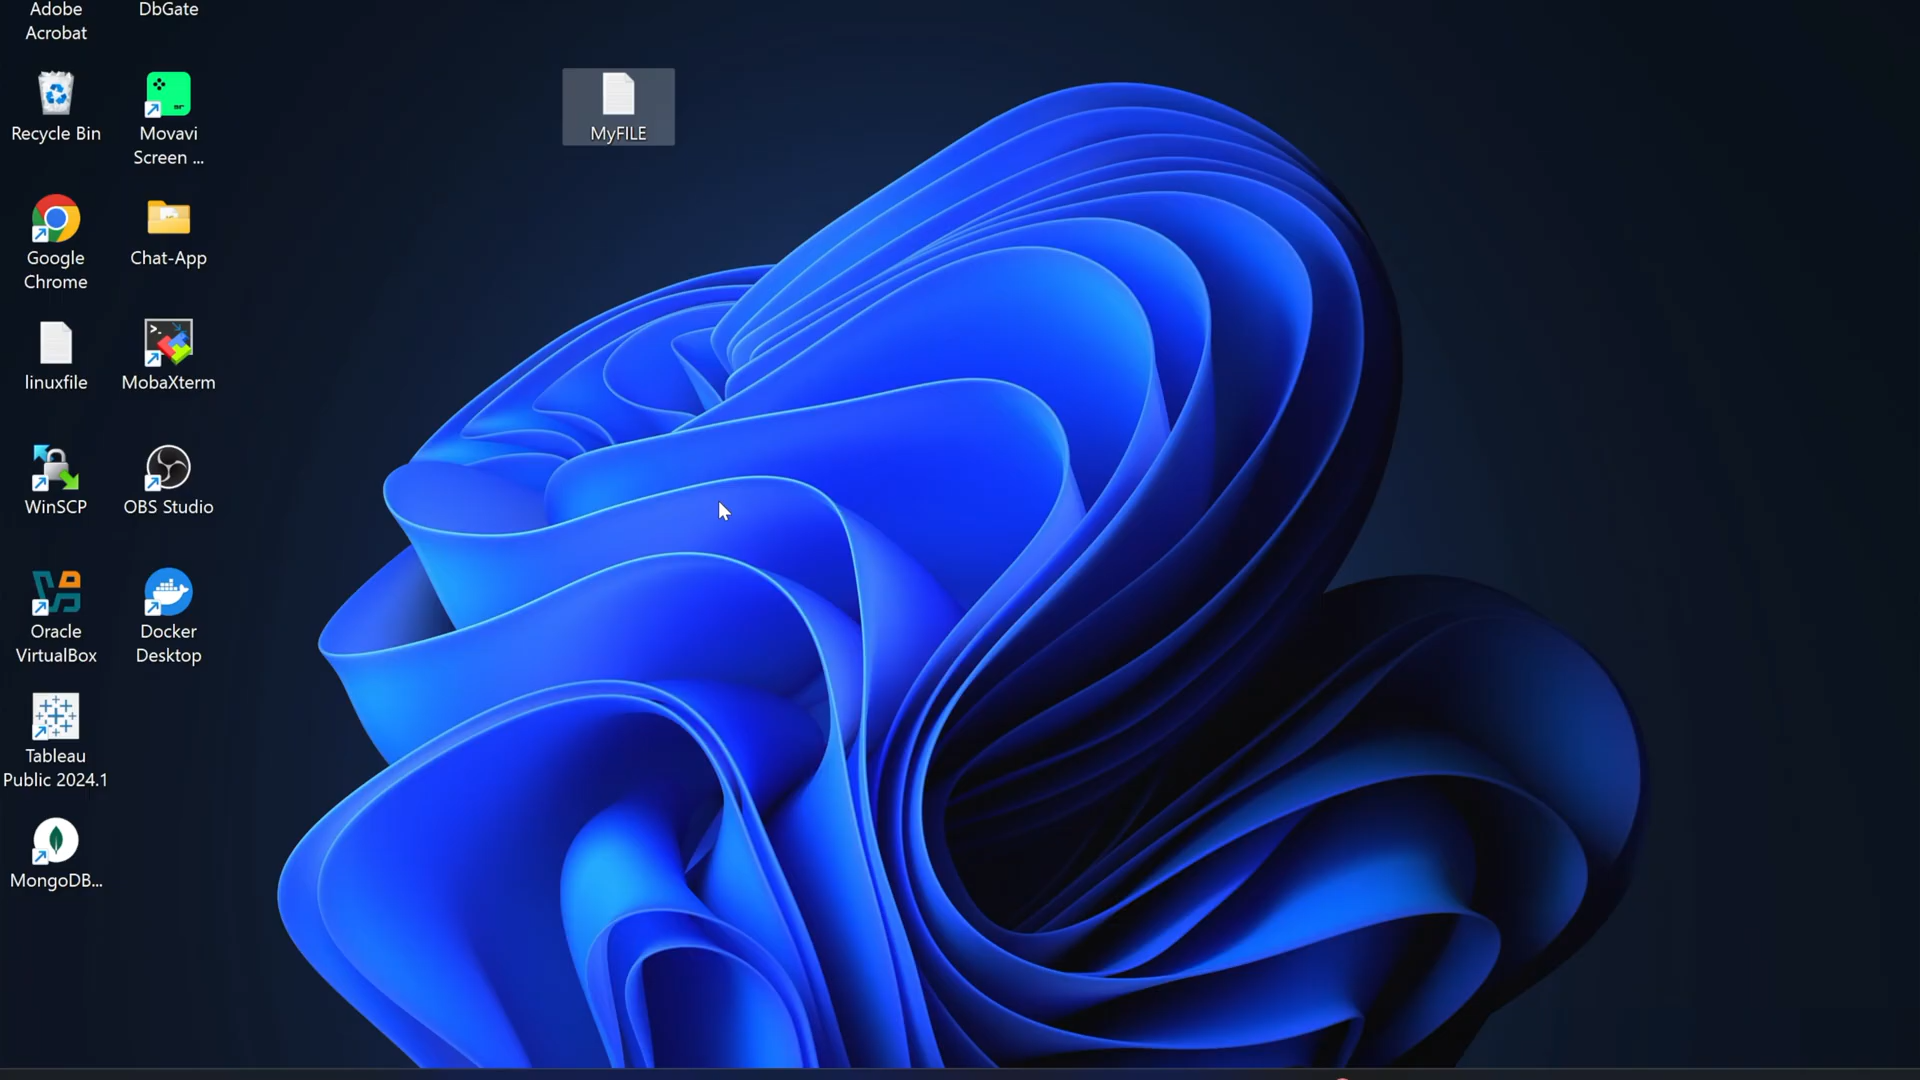 Adobe
Acrobat
DbGate
Recycle Bin
Movavi
Screen ...
MyFILE
Google
Chrome
Chat-App
linuxfile
MobaXterm
WinSCP
OBS Studio
Oracle
VirtualBox
Docker
Desktop
Tableau
Public 2024.1
MongoDB...